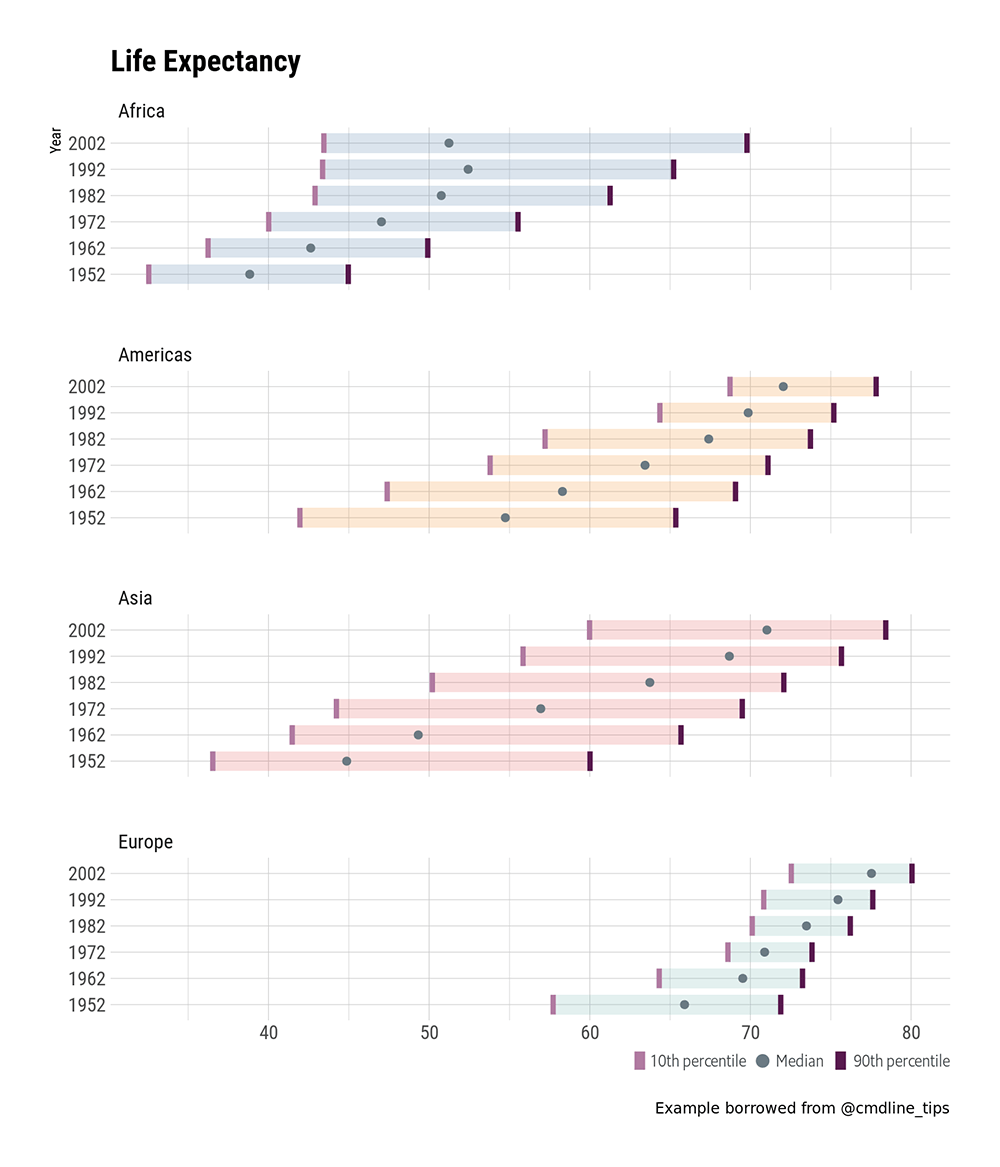 Life Expectancy
Africa
Year
2002
1992
1982
1972
1962
1952
Americas
2002
1992
1982
1972
1962
1952
Asia
2002
1992
1982
1972
1962
1952
Europe
2002
1992
1982
1972
1962
1952
40 50 60 70 80
10th percentile Median 90th percentile
Example borrowed from @cmdline_tips